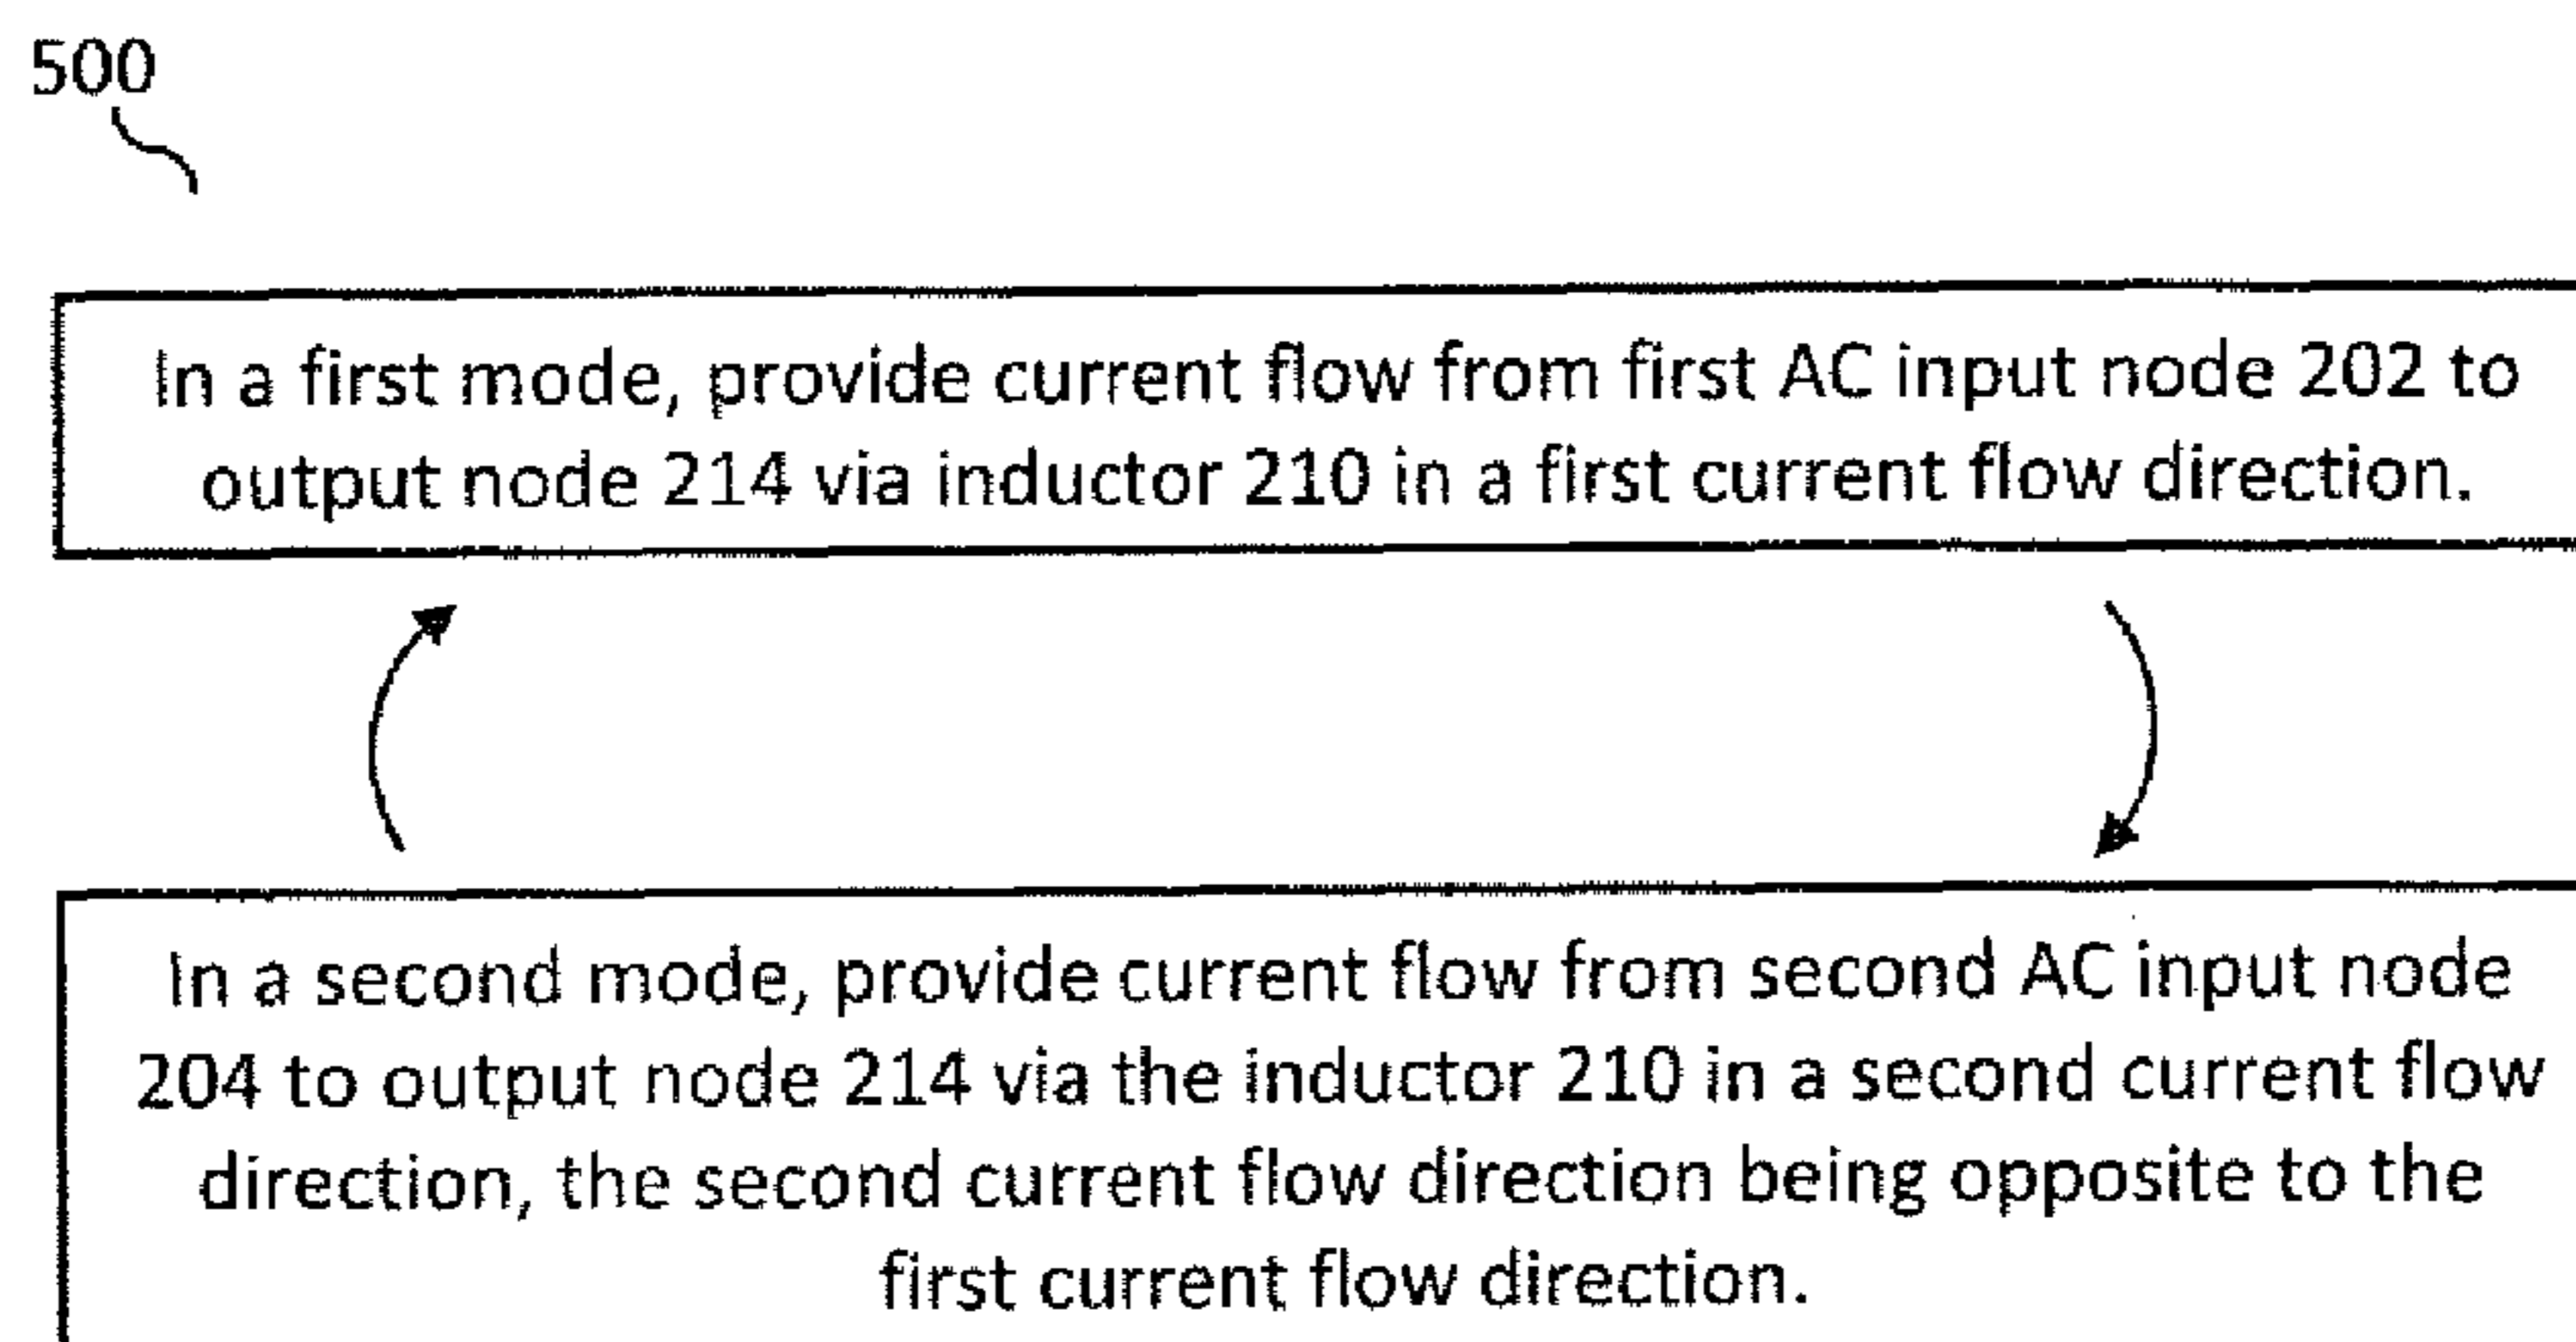 500
In a first mode, provide current flow from first AC input node 202 to
output node 214 via inductor 210 in a first current flow direction.
In a second mode, provide current flow from second AC input node
204 to output node 214 via the inductor 210 in a second current flow
direction, the second current flow direction being opposite to the
first current flow direction.